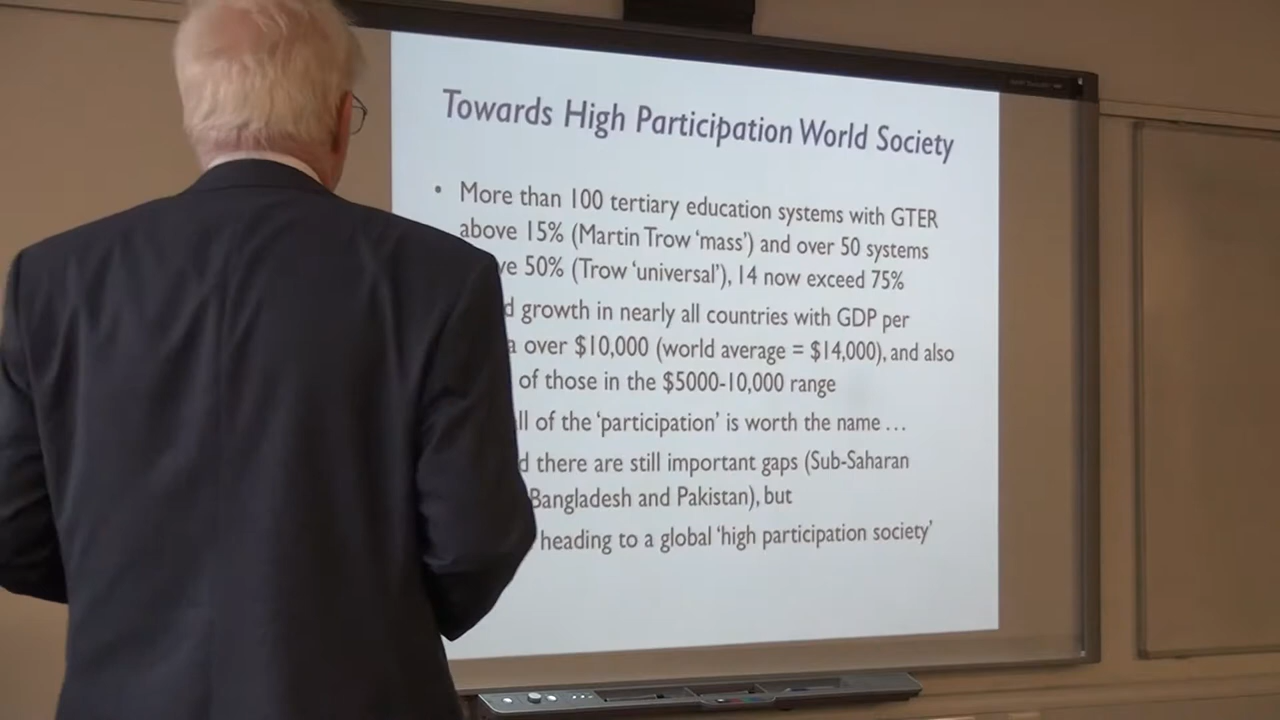 Towards High Participation World Society
• More than 100 tertiary education systems with GTER
above 15% (Martin Trow 'mass') and over 50 systems
50% (Trow 'universal'), 14 now exceed 75%
growth in nearly all countries with GDP per
over $10,000 (world average = $14,000), and also
of those in the $5000-10,000 range
of the 'participation' is worth the name ...
there are still important gaps (Sub-Saharan
Bangladesh and Pakistan), but
heading to a global 'high participation society'